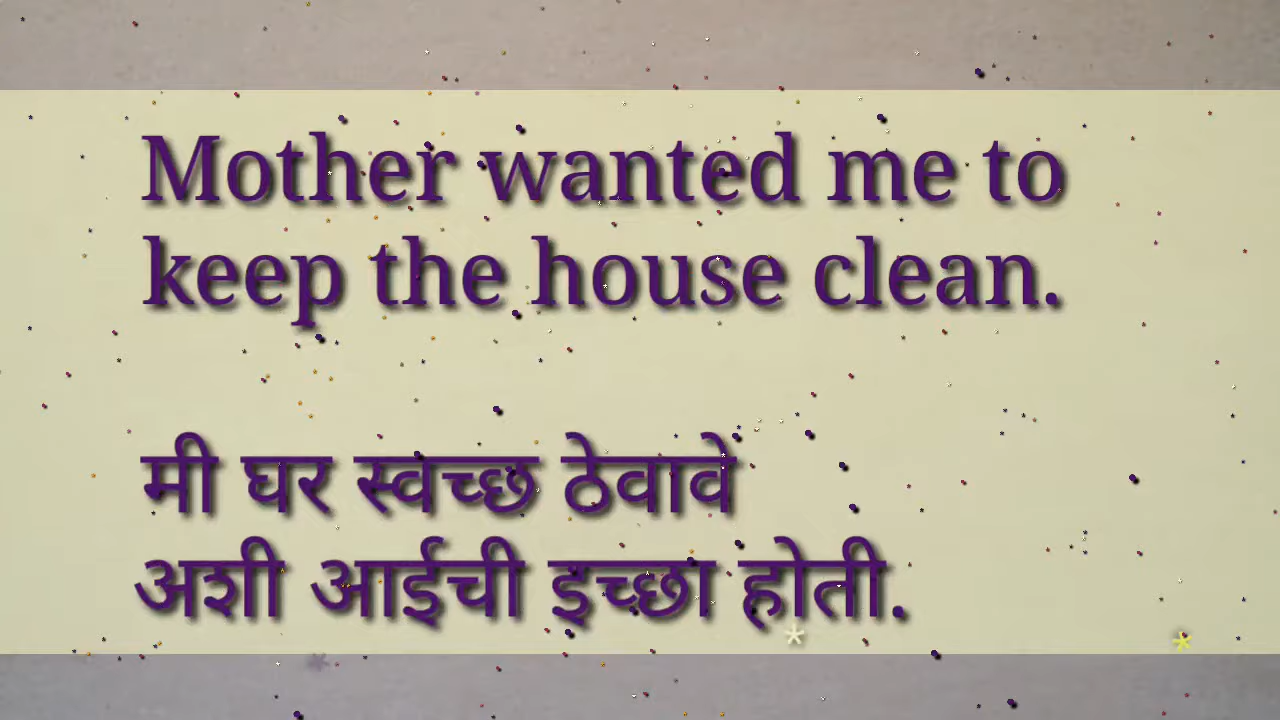 Mother wanted me to
keep the house clean.
मी घर स्वच्छ ठेवावे
अशी आईची इच्छा होती.